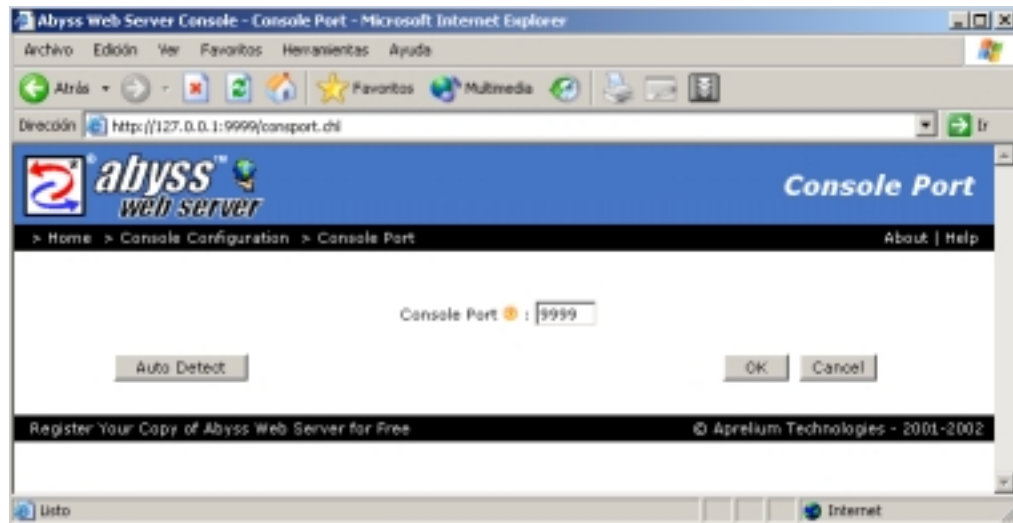 Abyss Web Server Console - Console Port - Microsoft Internet Explorer
Archivo Edición Ver Favoritos Herramientas Ayuda
Atrás Favoritos Multimedia
Dirección http://127.0.0.1:9999/consport.chl Ir
abyss™ web server
Console Port
> Home > Console Configuration > Console Port About | Help
Console Port ? : 9999
Auto Detect OK Cancel
Register Your Copy of Abyss Web Server for Free © Aprelium Technologies - 2001-2002
Listo Internet